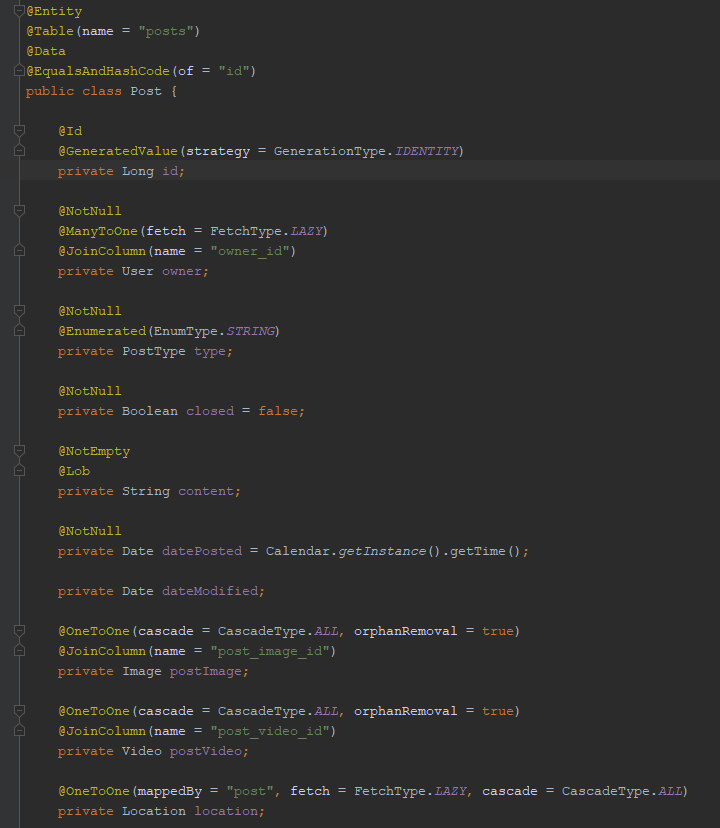 @Entity
@Table(name = "posts")
@Data
@EqualsAndHashCode(of = "id")
public class Post {
@Id
@GeneratedValue(strategy = GenerationType.IDENTITY)
private Long id;
@NotNull
@ManyToOne(fetch = FetchType.LAZY)
@JoinColumn(name = "owner_id")
private User owner;
@NotNull
@Enumerated(EnumType.STRING)
private PostType type;
@NotNull
private Boolean closed = false;
@NotEmpty
@Lob
private String content;
@NotNull
private Date datePosted = Calendar.getInstance().getTime();
private Date dateModified;
@OneToOne(cascade = CascadeType.ALL, orphanRemoval = true)
@JoinColumn(name = "post_image_id")
private Image postImage;
@OneToOne(cascade = CascadeType.ALL, orphanRemoval = true)
@JoinColumn(name = "post_video_id")
private Video postVideo;
@OneToOne(mappedBy = "post", fetch = FetchType.LAZY, cascade = CascadeType.ALL)
private Location location;